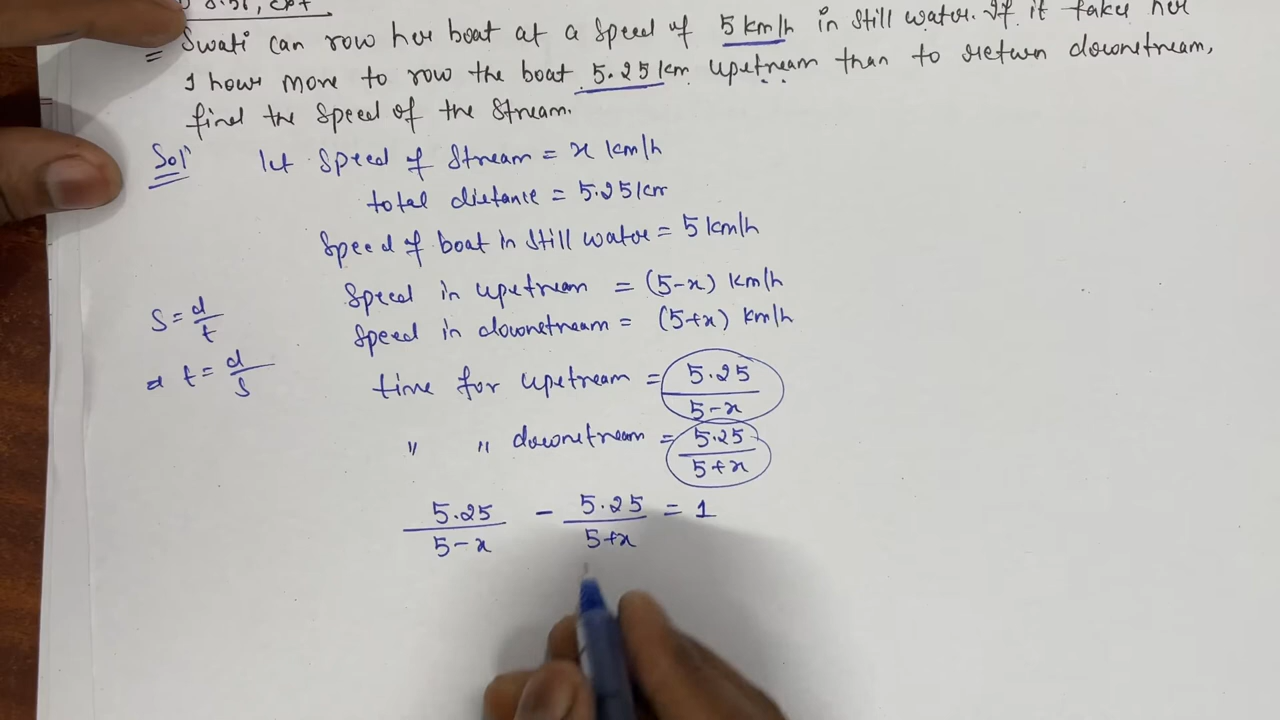 = Swati can row her boat at a speed of 5 km/h in still water. If it takes her
1 hour more to row the boat 5.25 km upstream than to return downstream,
find the speed of the stream.
Sol' let speed of stream = x km/h
total distance = 5.25 km
Speed of boat in still water = 5 km/h
Speed in upstream = (5-x) km/h
S = d/t
Speed in downstream = (5+x) km/h
⇒ t = d/S
time for upstream = 5.25/5-x
" " downstream = 5.25/5+x
5.25/5-x - 5.25/5+x = 1